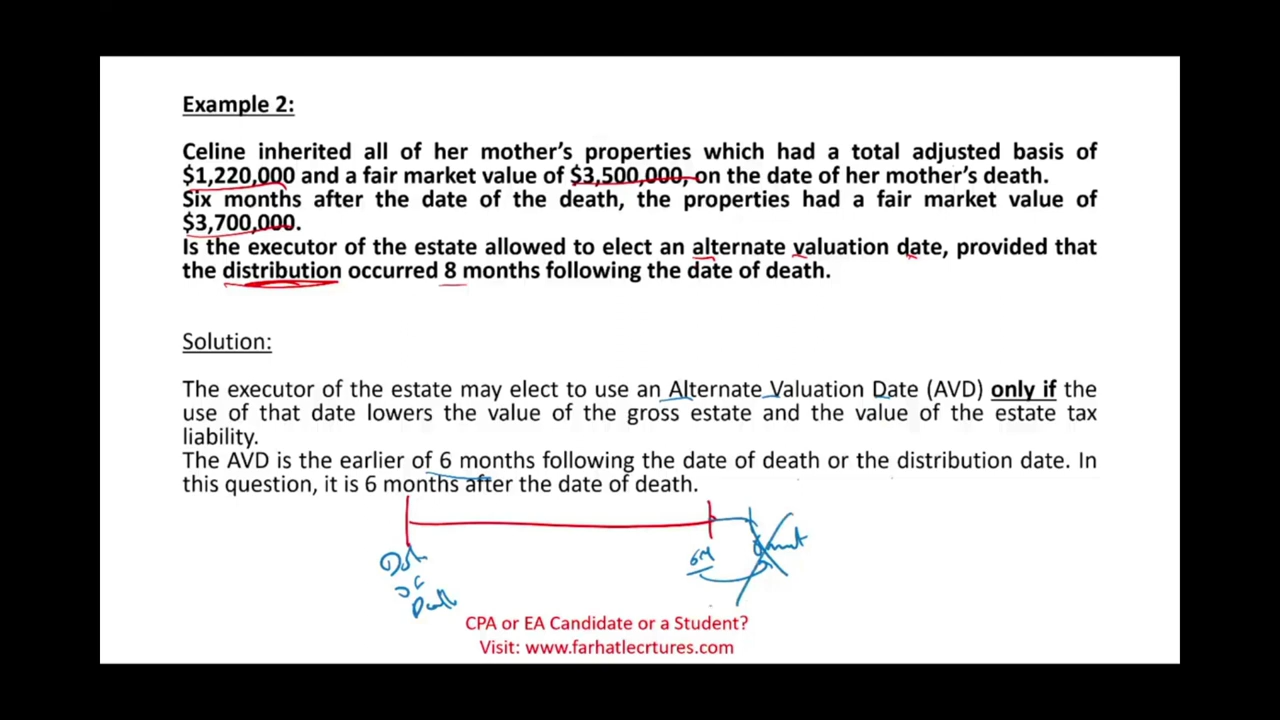 Example 2:
Celine inherited all of her mother's properties which had a total adjusted basis of
$1,220,000 and a fair market value of $3,500,000, on the date of her mother's death.
Six months after the date of the death, the properties had a fair market value of
$3,700,000.
Is the executor of the estate allowed to elect an alternate valuation date, provided that
the distribution occurred 8 months following the date of death.
Solution:
The executor of the estate may elect to use an Alternate Valuation Date (AVD) only if the
use of that date lowers the value of the gross estate and the value of the estate tax
liability.
The AVD is the earlier of 6 months following the date of death or the distribution date. In
this question, it is 6 months after the date of death.
6M
of
Death
CPA or EA Candidate or a Student?
Visit: www.farhatlecrtures.com